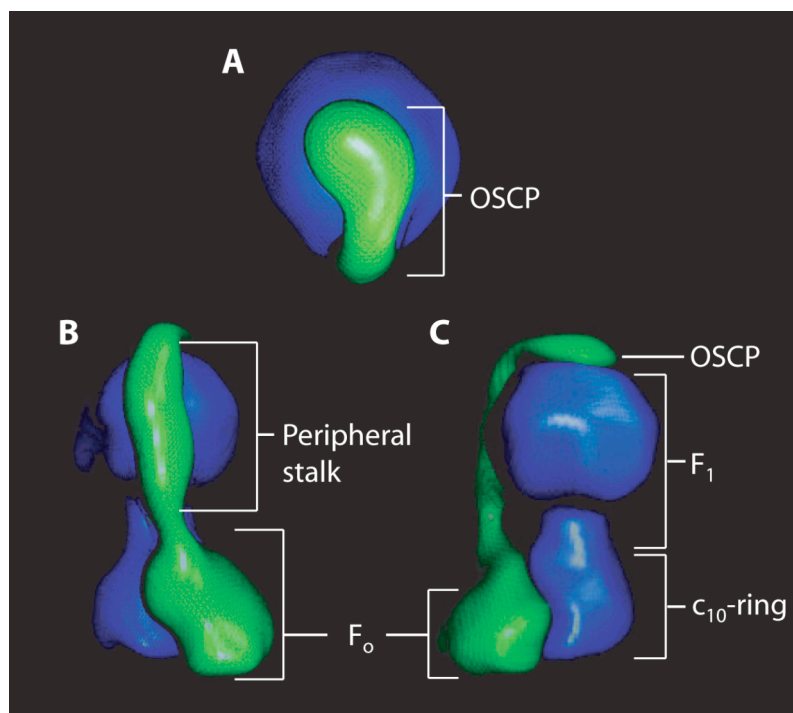 A
OSCP
B
C
OSCP
Peripheral
stalk
F₁
Fₒ
c₁₀-ring